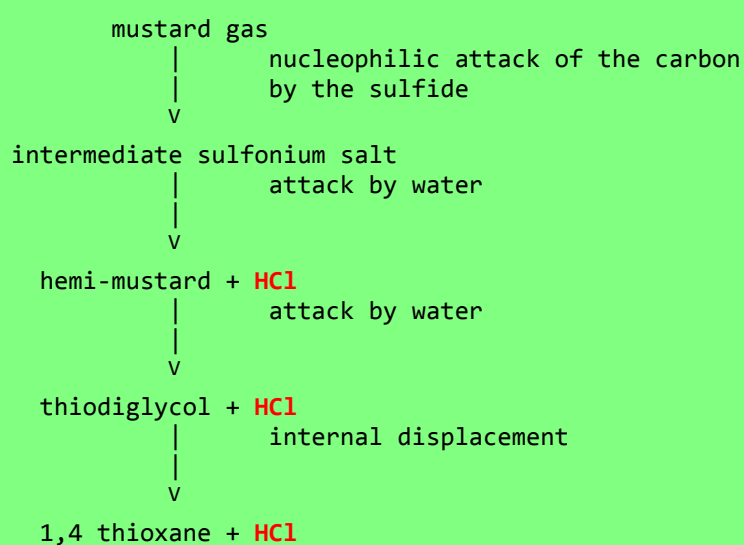 mustard gas
| nucleophilic attack of the carbon
| by the sulfide
v
intermediate sulfonium salt
| attack by water
|
v
hemi-mustard + HCl
| attack by water
|
v
thiodiglycol + HCl
| internal displacement
|
v
1,4 thioxane + HCl